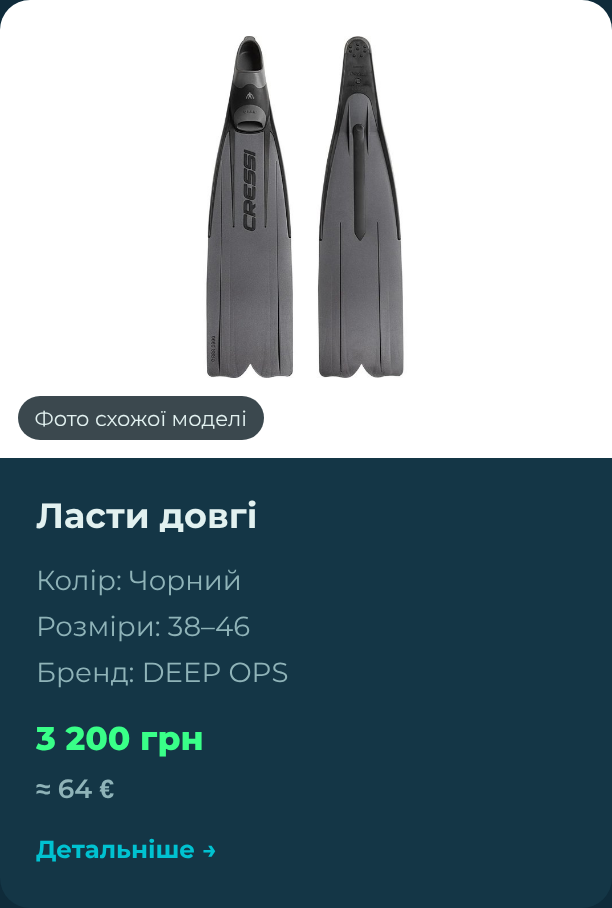 CRESSI
Фото схожої моделі
Ласти довгі
Колір: Чорний
Розміри: 38–46
Бренд: DEEP OPS
3 200 грн
≈ 64 €
Детальніше →